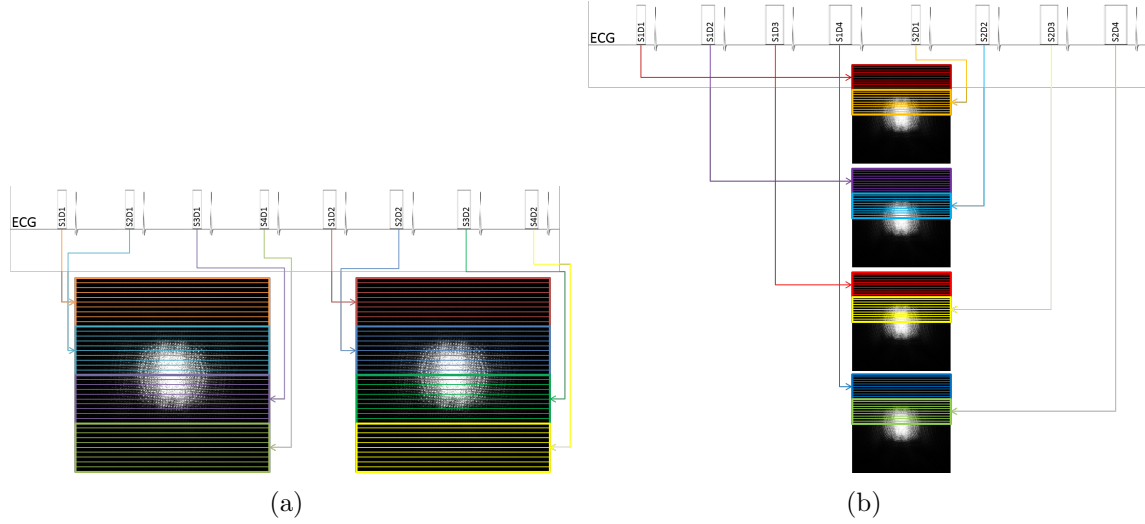 ECG S1D1 S2D1 S3D1 S4D1 S1D2 S2D2 S3D2 S4D2
(a)
ECG S1D1 S1D2 S1D3 S1D4 S2D1 S2D2 S2D3 S2D4
(b)